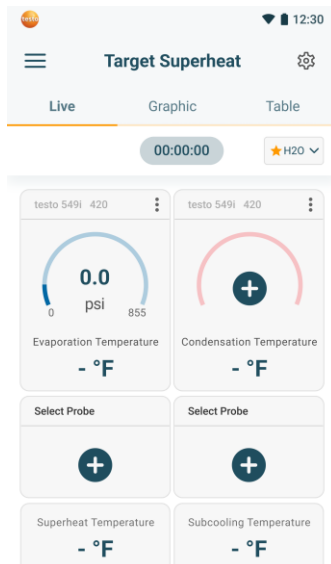 testo
12:30
Target Superheat
Live Graphic Table
00:00:00
H2O
testo 549i 420
testo 549i 420
0.0
psi
0 855
Evaporation Temperature
Condensation Temperature
- °F
- °F
Select Probe
Select Probe
Superheat Temperature
Subcooling Temperature
- °F
- °F